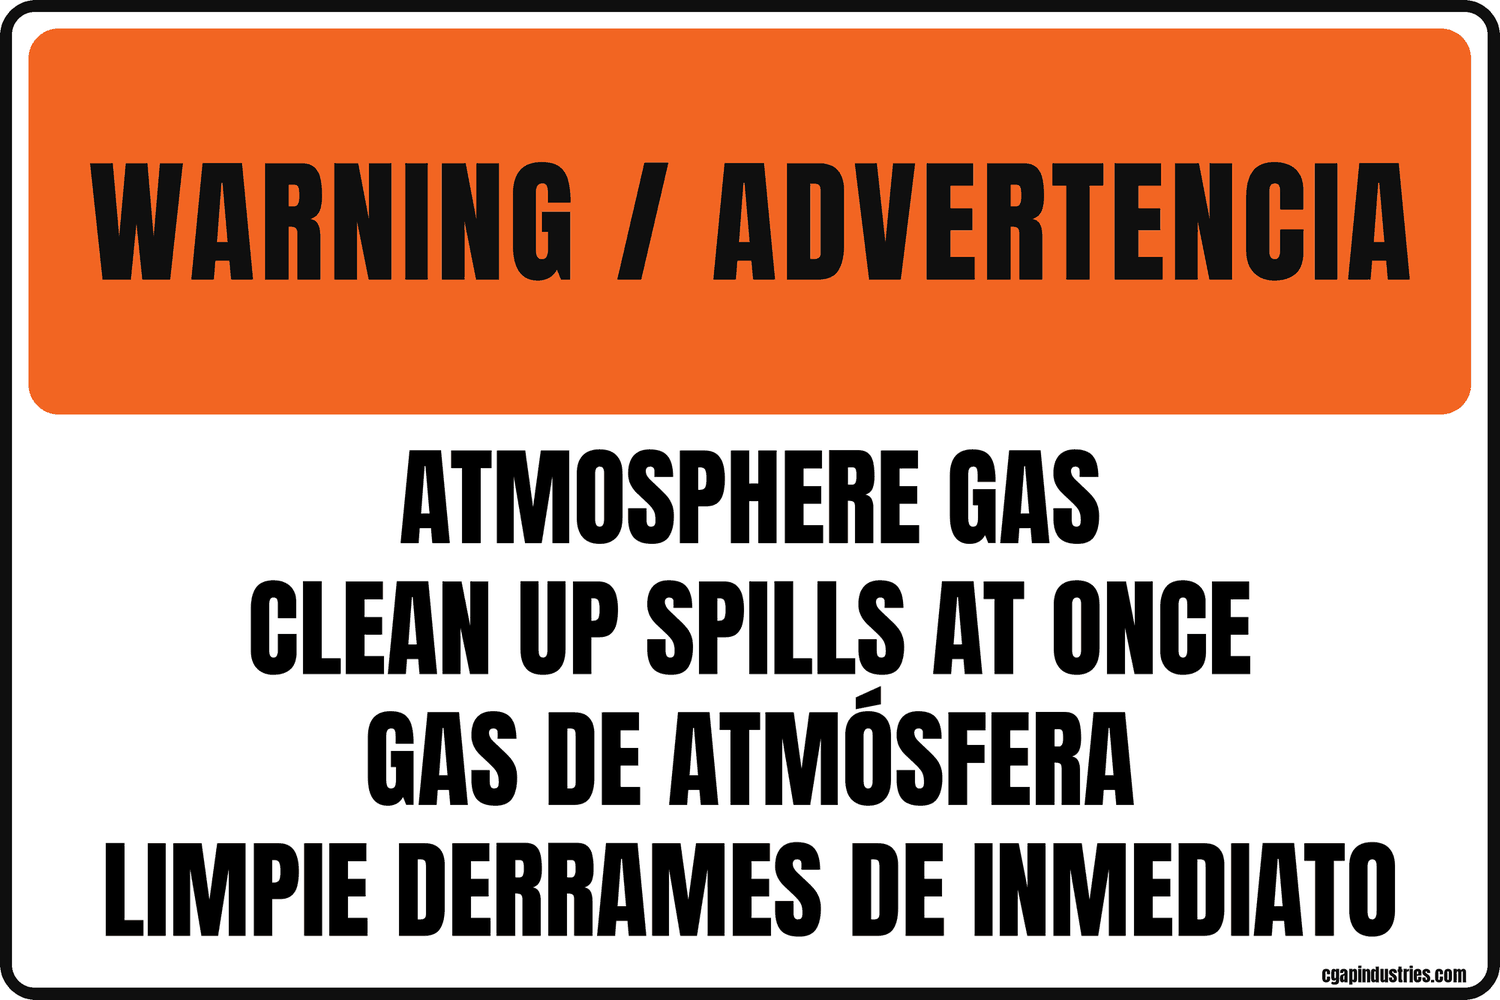 WARNING / ADVERTENCIA
ATMOSPHERE GAS
CLEAN UP SPILLS AT ONCE
GAS DE ATMÓSFERA
LIMPIE DERRAMES DE INMEDIATO
cgapindustries.com